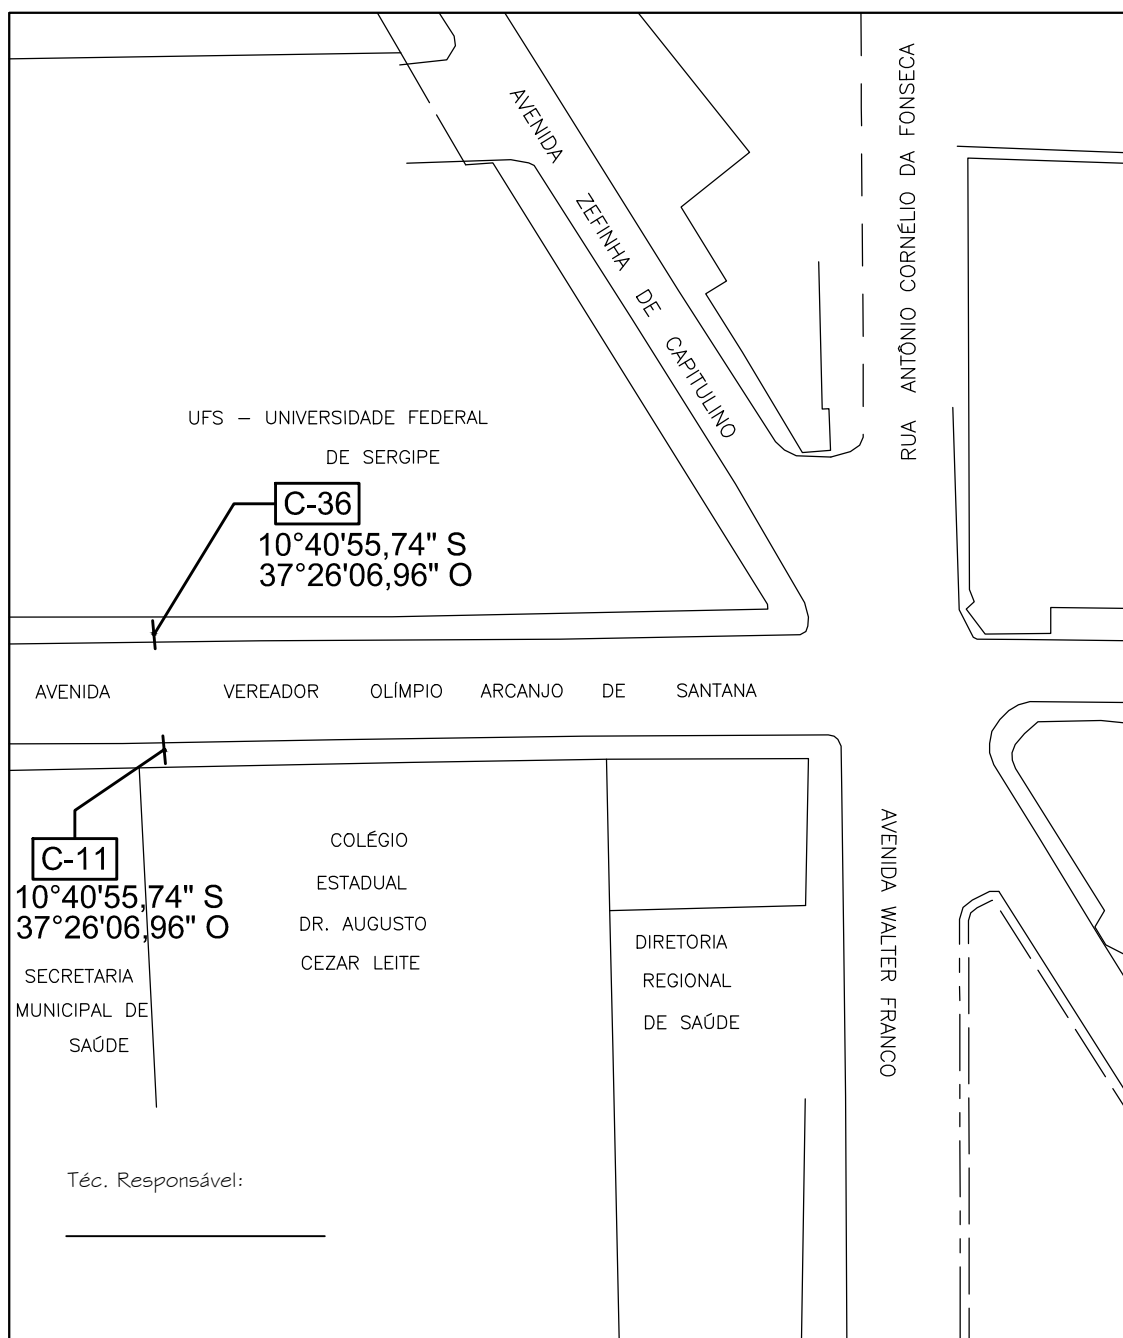 AVENIDA ZEFINHA DE CAPITULINO
RUA ANTÔNIO CORNÉLIO DA FONSECA
UFS – UNIVERSIDADE FEDERAL
DE SERGIPE
C-36
10°40'55,74" S
37°26'06,96" O
AVENIDA VEREADOR OLÍMPIO ARCANJO DE SANTANA
C-11
10°40'55,74" S
37°26'06,96" O
SECRETARIA
MUNICIPAL DE
SAÚDE
COLÉGIO
ESTADUAL
DR. AUGUSTO
CEZAR LEITE
DIRETORIA
REGIONAL
DE SAÚDE
AVENIDA WALTER FRANCO
Téc. Responsável: